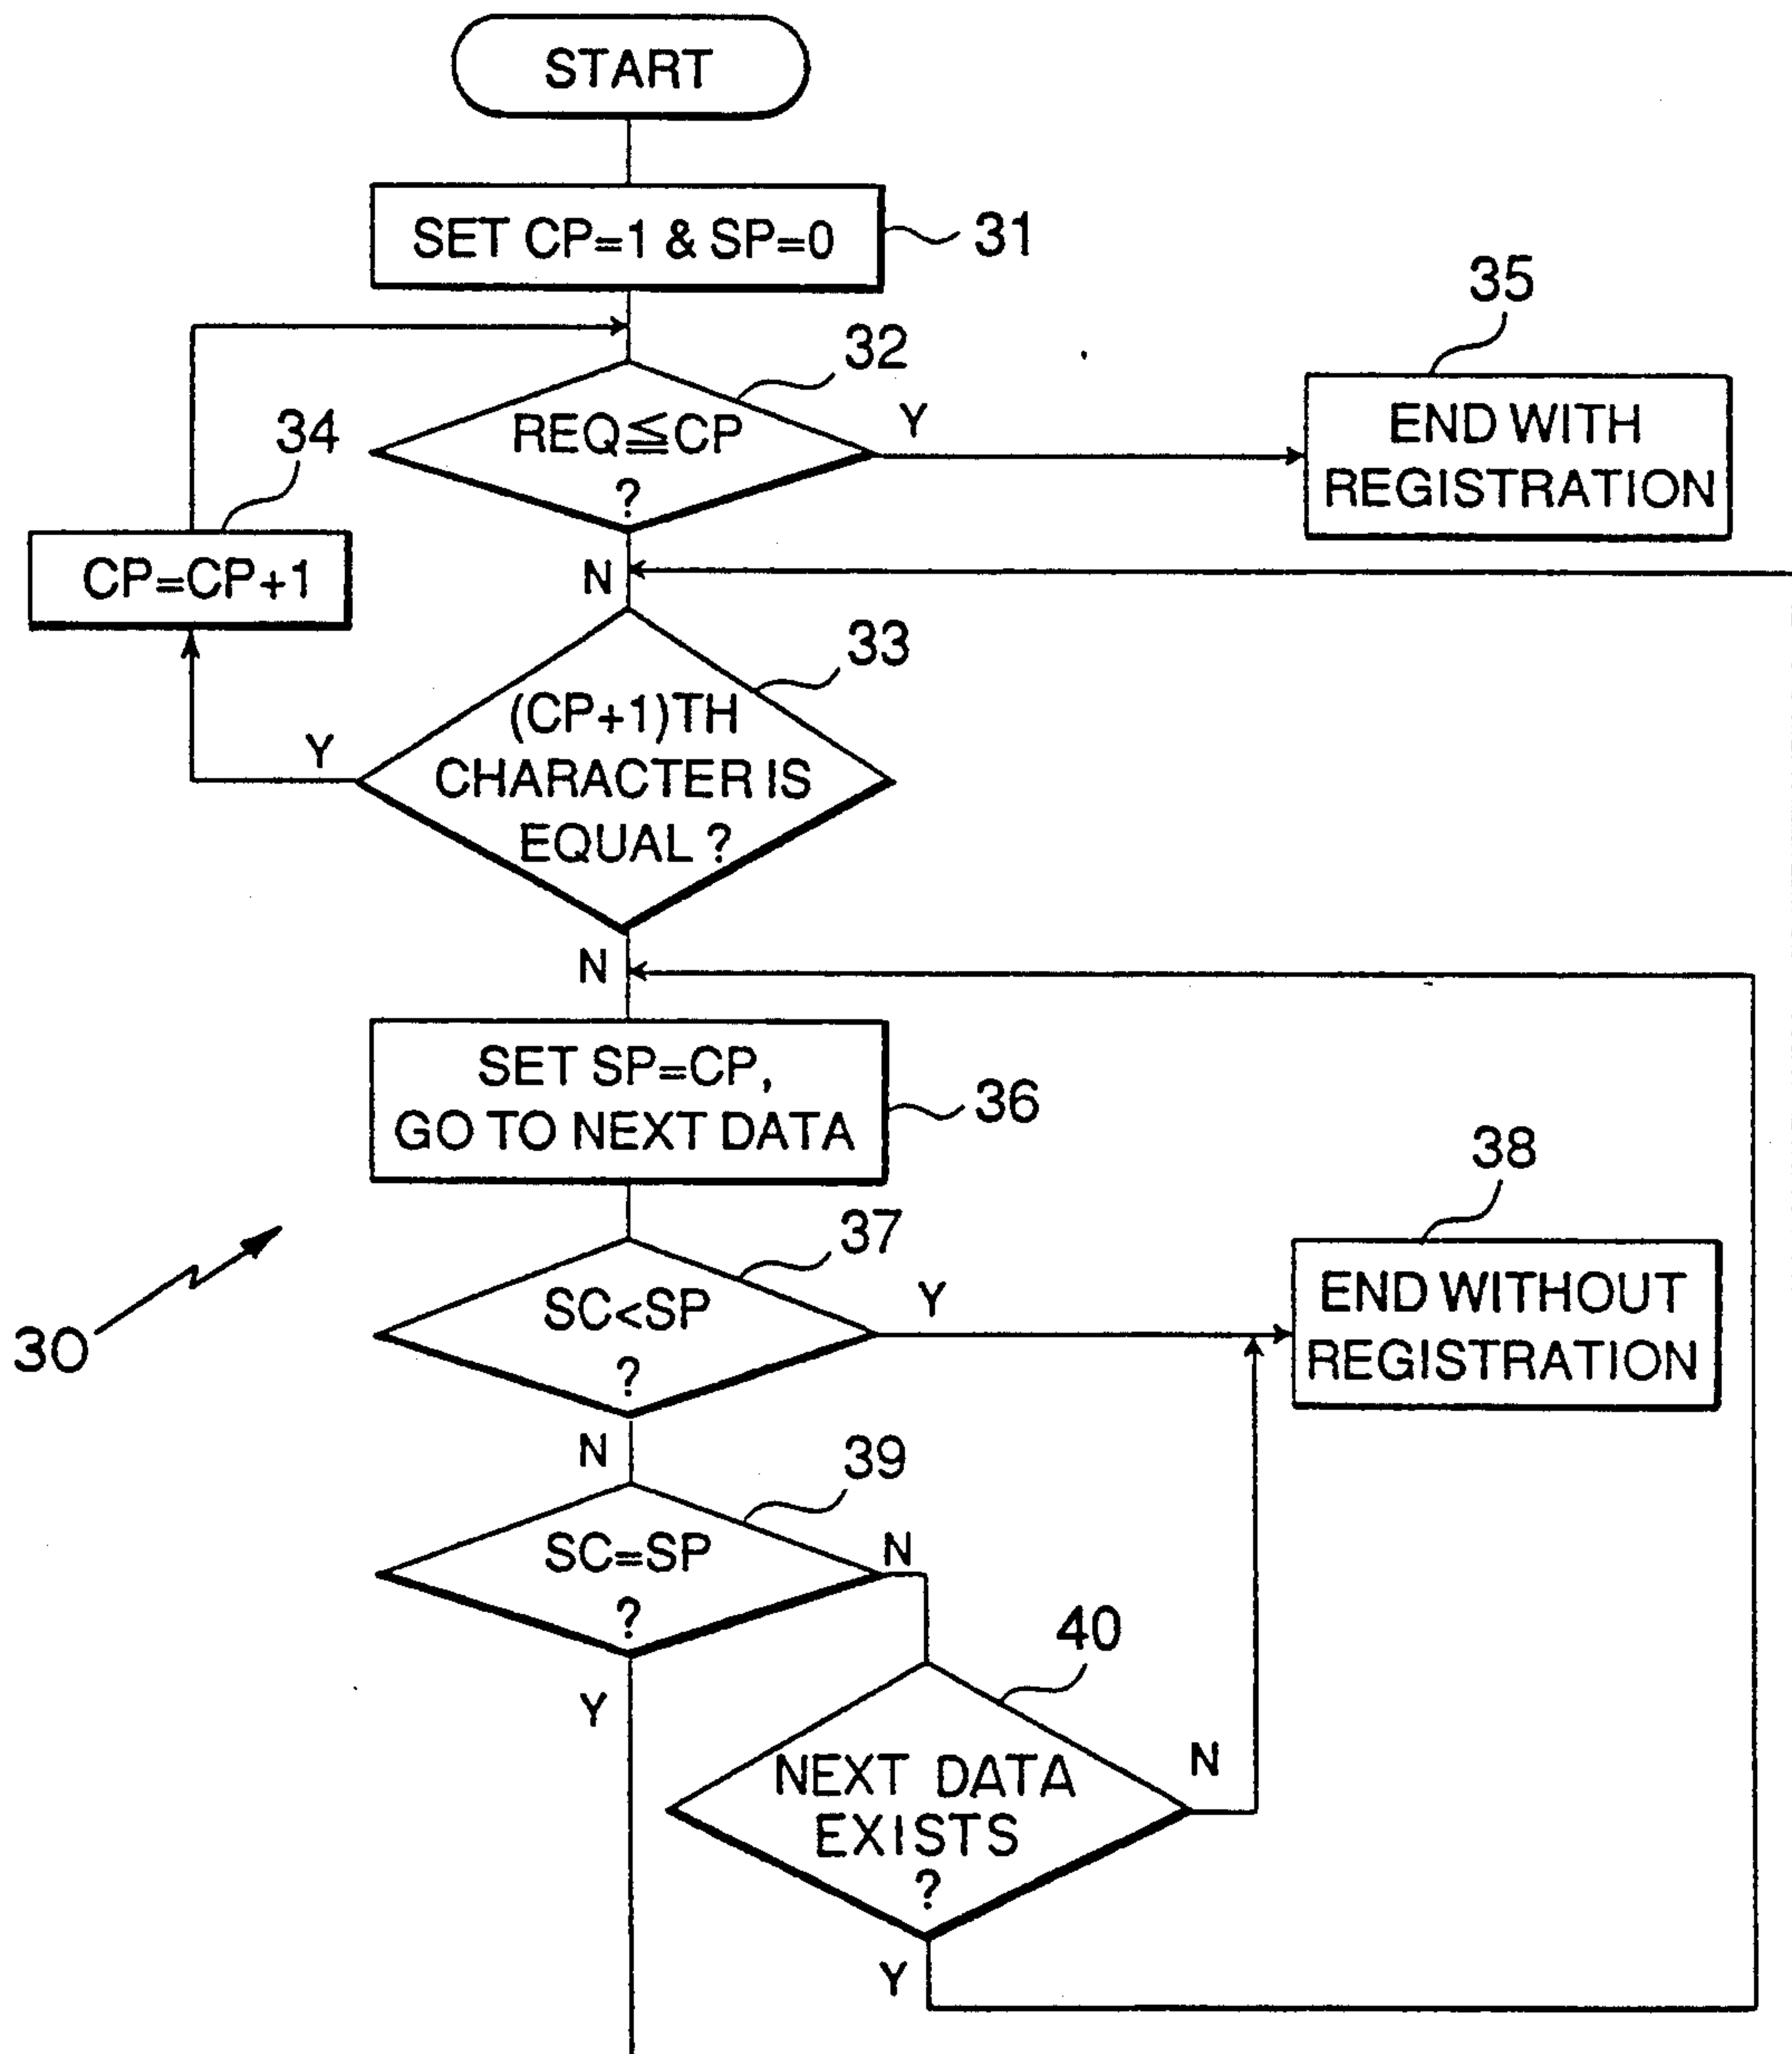 START
SET CP=1 & SP=0
31
35
32
REQ≦CP
?
Y
END WITH
REGISTRATION
34
CP=CP+1
N
33
(CP+1)TH
CHARACTER IS
EQUAL ?
Y
N
SET SP=CP,
GO TO NEXT DATA
36
38
37
SC<SP
?
Y
END WITHOUT
REGISTRATION
30
N
39
SC=SP
?
N
40
Y
NEXT DATA
EXISTS
?
N
Y